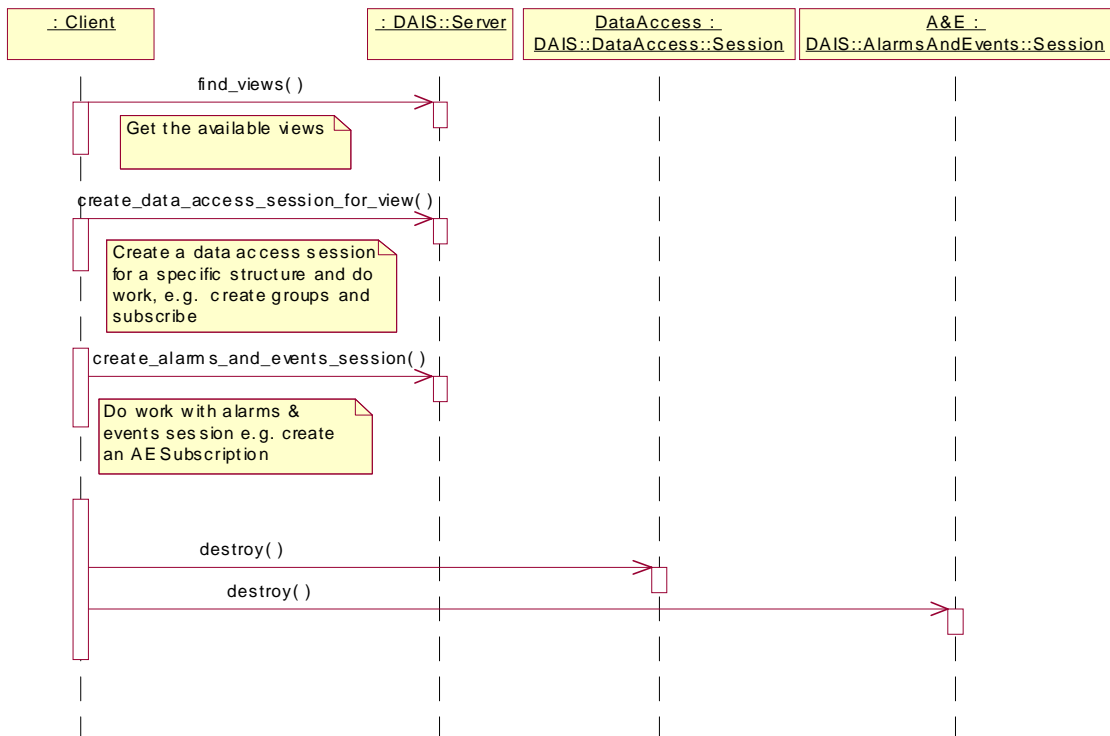 : Client
: DAIS::Server
DataAccess :
DAIS::DataAccess::Session
A&E :
DAIS::AlarmsAndEvents::Session
find_views( )
Get the available views
create_data_access_session_for_view( )
Create a data access session
for a specific structure and do
work, e.g. create groups and
subscribe
create_alarms_and_events_session( )
Do work with alarms &
events session e.g. create
an AESubscription
destroy( )
destroy( )